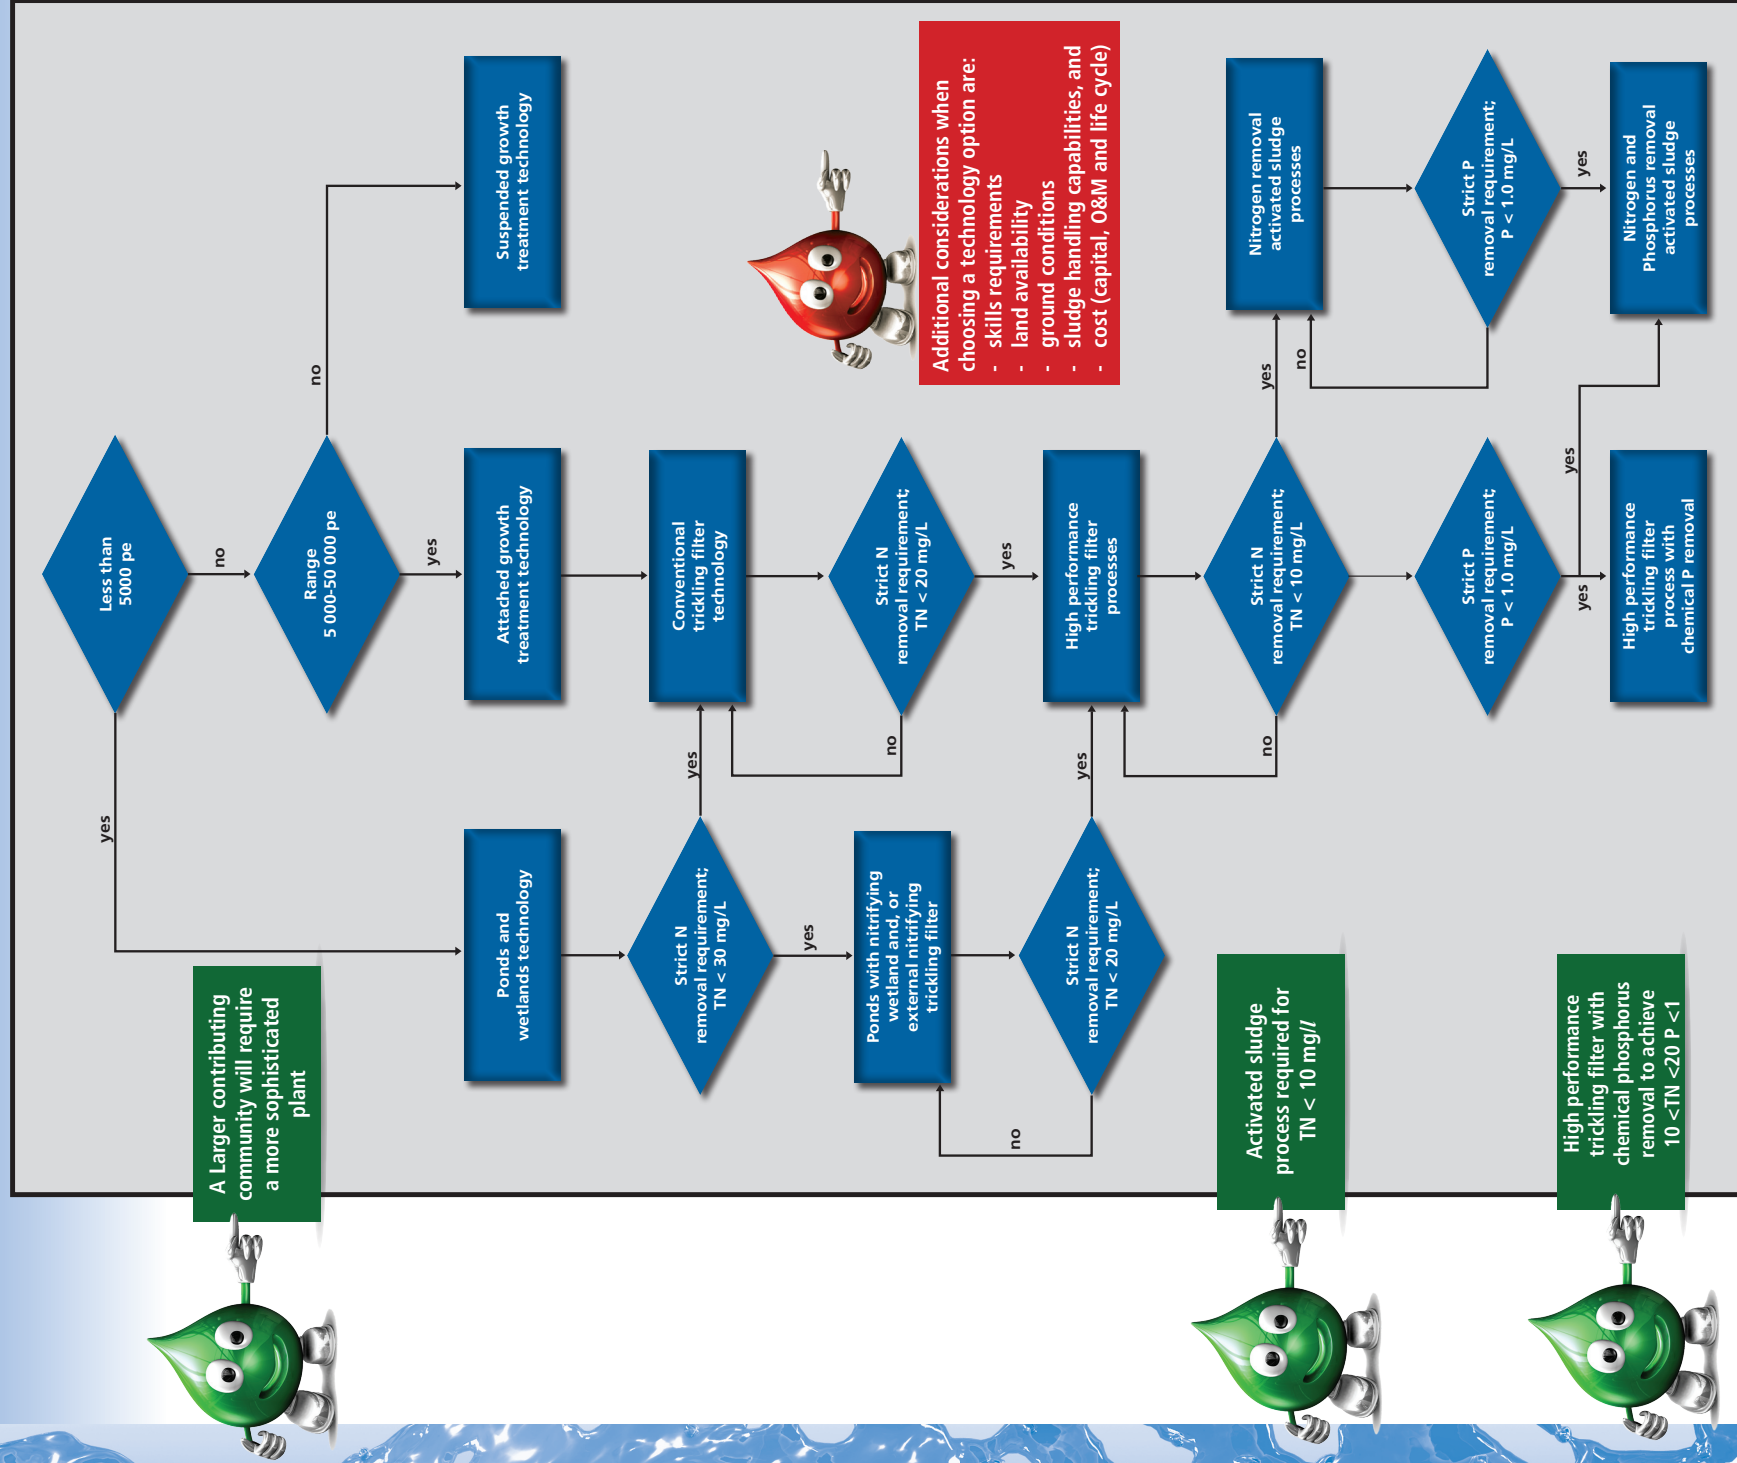 Less than
5000 pe
yes
no
Range
5 000-50 000 pe
no
yes
Ponds and
wetlands technology
Attached growth
treatment technology
Suspended growth
treatment technology
Strict N
removal requirement;
TN < 30 mg/L
yes
yes
Conventional
trickling filter
technology
Ponds with nitrifying
wetland and, or
external nitrifying
trickling filter
Strict N
removal requirement;
TN < 20 mg/L
no
yes
Strict N
removal requirement;
TN < 20 mg/L
no
yes
High performance
trickling filter
processes
Strict N
removal requirement;
TN < 10 mg/L
no
yes
Nitrogen removal
activated sludge
processes
no
Strict P
removal requirement;
P < 1.0 mg/L
yes
yes
Strict P
removal requirement;
P < 1.0 mg/L
yes
High performance
trickling filter
process with
chemical P removal
Nitrogen and
Phosphorus removal
activated sludge
processes
A Larger contributing
community will require
a more sophisticated
plant
Activated sludge
process required for
TN < 10 mg/l
High performance
trickling filter with
chemical phosphorus
removal to achieve
10 <TN <20 P <1
Additional considerations when
choosing a technology option are:
- skills requirements
- land availability
- ground conditions
- sludge handling capabilities, and
- cost (capital, O&M and life cycle)